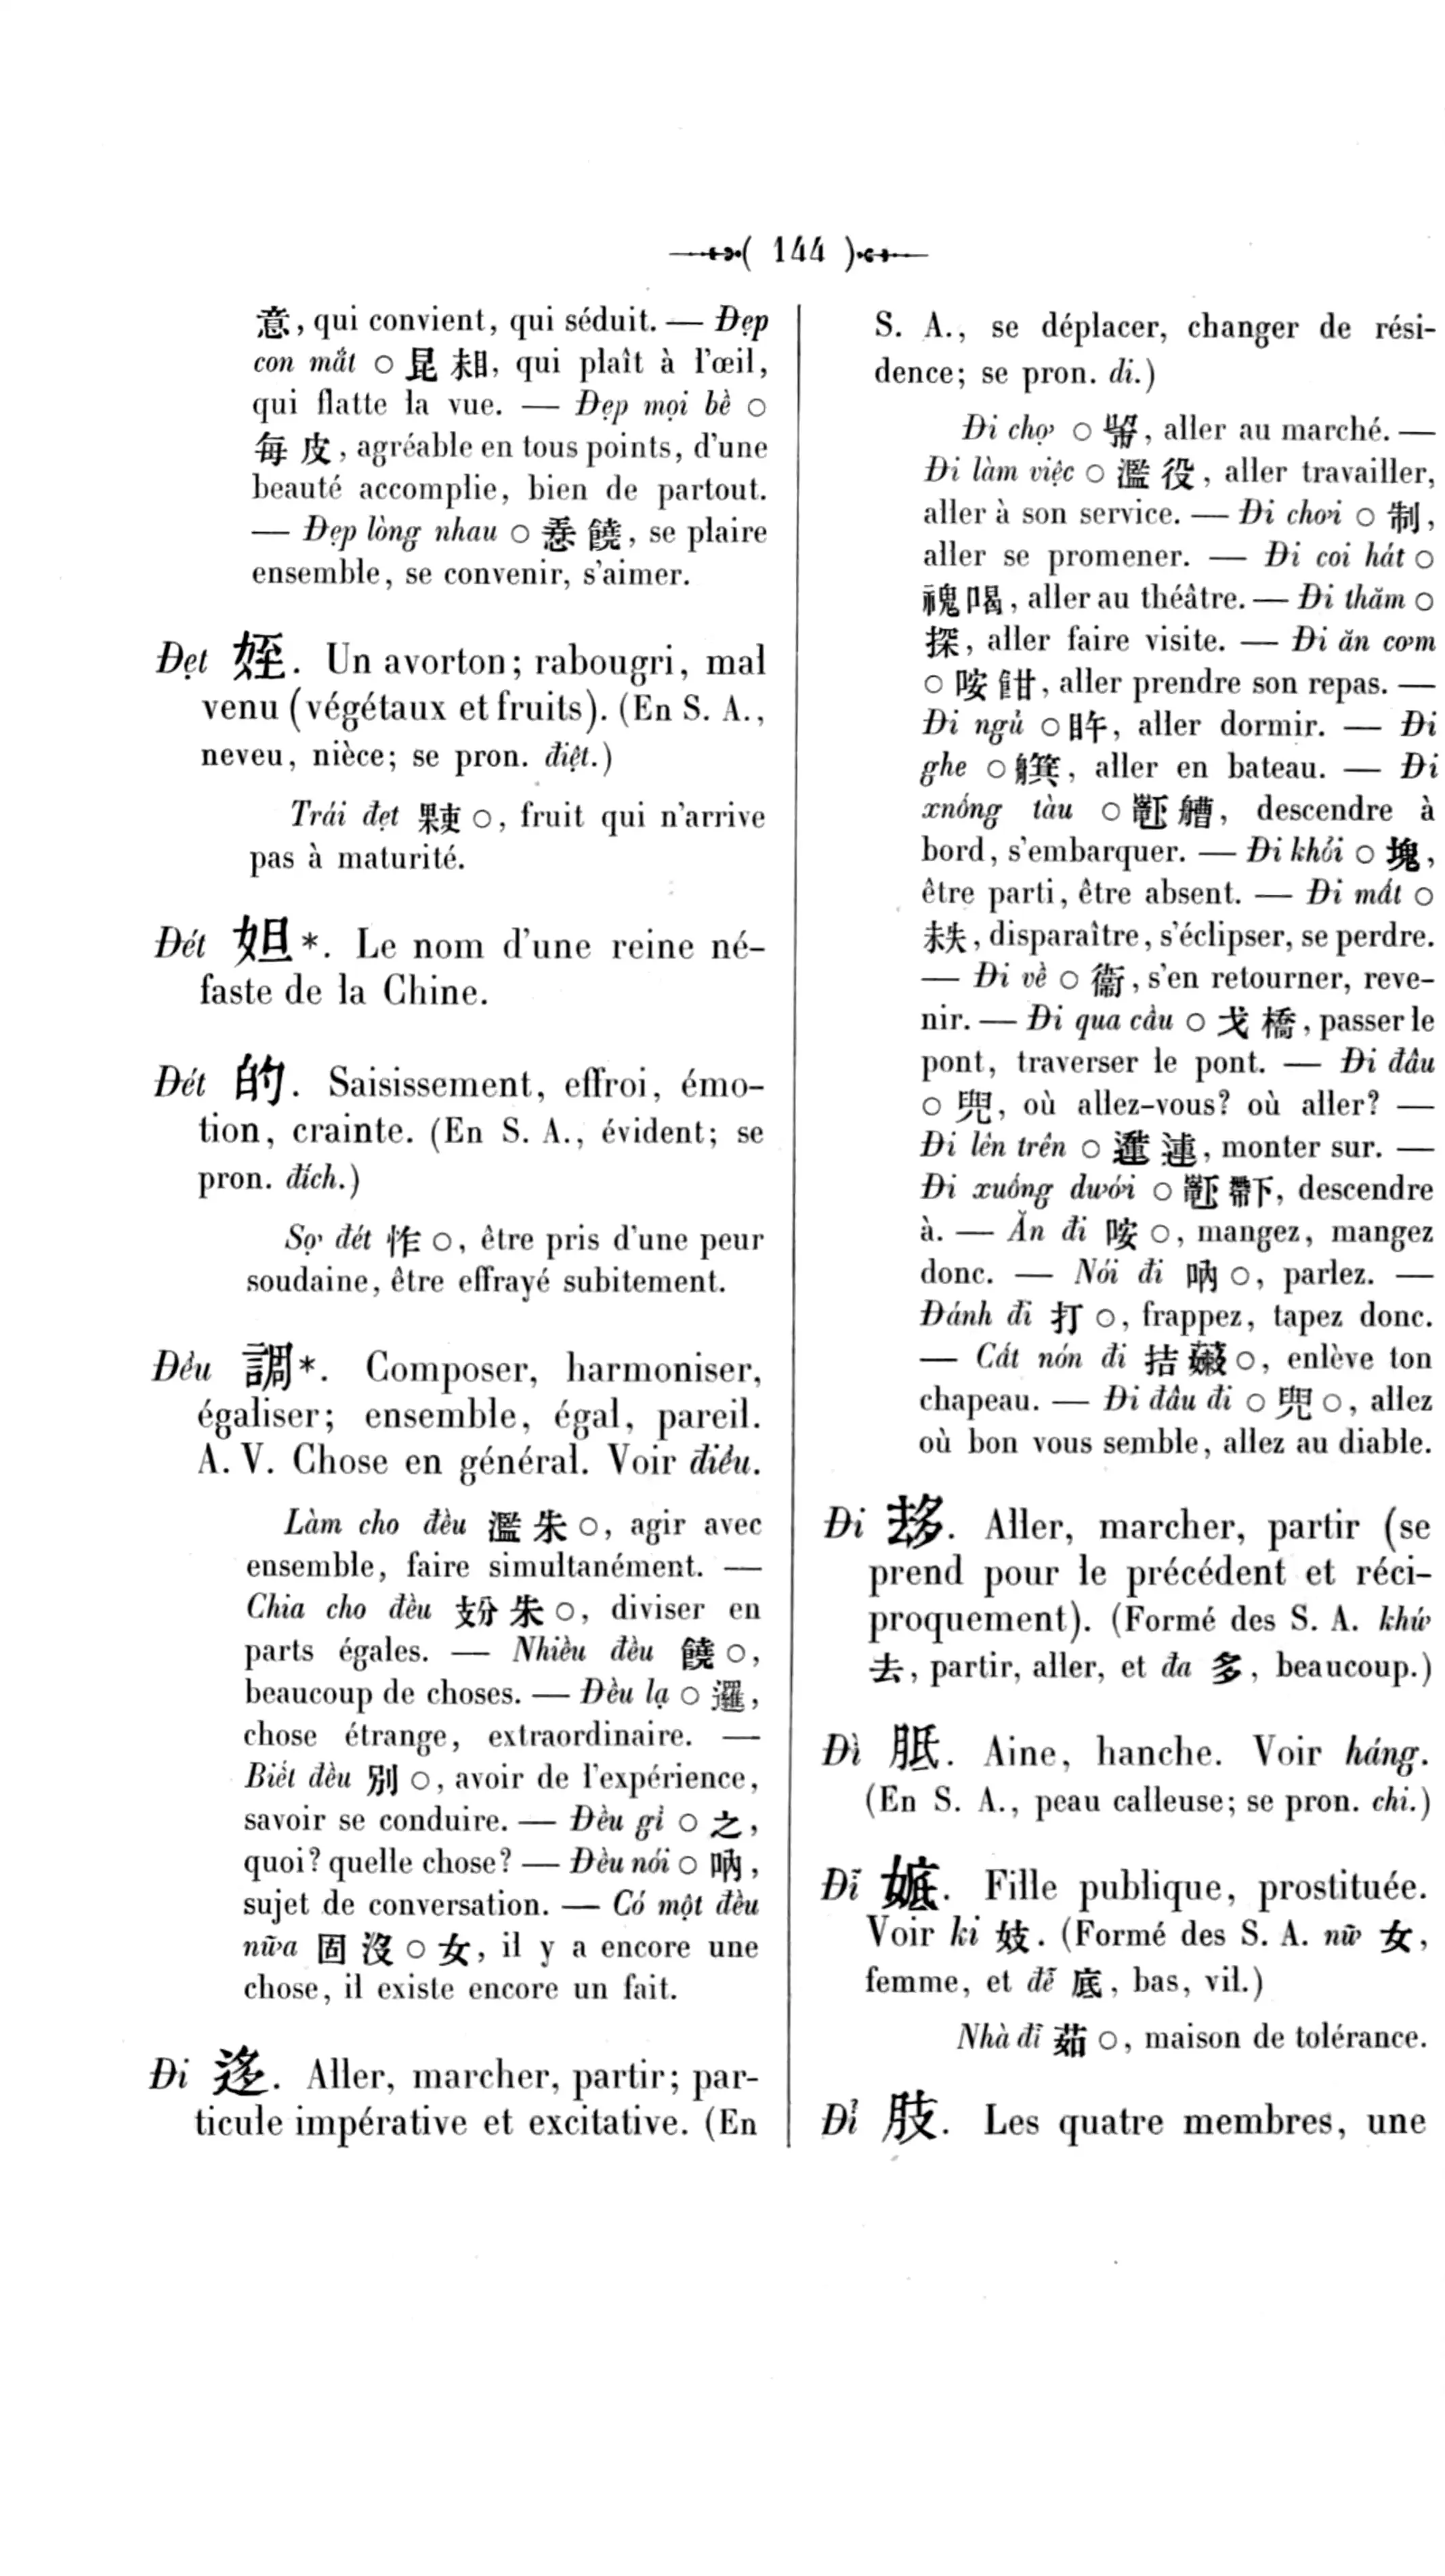 ( 144 )
意, qui convient, qui séduit. — Đẹp
con mắt ○ 昆 眜, qui plaît à l'œil,
qui flatte la vue. — Đẹp mọi bề ○
每 皮, agréable en tous points, d'une
beauté accomplie, bien de partout.
— Đẹp lòng nhau ○ 饒, se plaire
ensemble, se convenir, s'aimer.
Đẹt 姪. Un avorton; rabougri, mal
venu (végétaux et fruits). (En S. A.,
neveu, nièce; se pron. điệt.)
Trái đẹt ○, fruit qui n'arrive
pas à maturité.
Đét 妲*. Le nom d'une reine né-
faste de la Chine.
Đét 的. Saisissement, effroi, émo-
tion, crainte. (En S. A., évident; se
pron. đích.)
Sợ đét 怍 ○, être pris d'une peur
soudaine, être effrayé subitement.
Đều 調*. Composer, harmoniser,
égaliser; ensemble, égal, pareil.
A. V. Chose en général. Voir điều.
Làm cho đều 濫 朱 ○, agir avec
ensemble, faire simultanément. —
Chia cho đều 朱 ○, diviser en
parts égales. — Nhiều đều 饒 ○,
beaucoup de choses. — Đều lạ ○ 邏,
chose étrange, extraordinaire. —
Biết đều 別 ○, avoir de l'expérience,
savoir se conduire. — Đều gì ○ 之,
quoi? quelle chose? — Đều nói ○ 吶,
sujet de conversation. — Có một đều
nữa 固 沒 ○ 女, il y a encore une
chose, il existe encore un fait.
Đi 迻. Aller, marcher, partir; par-
ticule impérative et excitative. (En
S. A., se déplacer, changer de rési-
dence; se pron. di.)
Đi chợ ○, aller au marché. —
Đi làm việc ○ 濫 役, aller travailler,
aller à son service. — Đi chơi ○ 制,
aller se promener. — Đi coi hát ○
喝, aller au théâtre. — Đi thăm ○
探, aller faire visite. — Đi ăn cơm
○ 咹 𩚵, aller prendre son repas. —
Đi ngủ ○, aller dormir. — Đi
ghe ○, aller en bateau. — Đi
xnống tàu ○ 艚, descendre à
bord, s'embarquer. — Đi khỏi ○ 塊,
être parti, être absent. — Đi mất ○
, disparaître, s'éclipser, se perdre.
— Đi về ○, s'en retourner, reve-
nir. — Đi qua cầu ○ 戈 橋, passer le
pont, traverser le pont. — Đi đâu
○ 兜, où allez-vous? où aller? —
Đi lên trên ○, monter sur. —
Đi xuống dưới ○, descendre
à. — Ăn đi 咹 ○, mangez, mangez
donc. — Nói đi 吶 ○, parlez. —
Đánh đi 打 ○, frappez, tapez donc.
— Cất nón đi 拮 ○, enlève ton
chapeau. — Đi đâu đi ○ 兜 ○, allez
où bon vous semble, allez au diable.
Đi 𠫾. Aller, marcher, partir (se
prend pour le précédent et réci-
proquement). (Formé des S. A. khứ
去, partir, aller, et đa 多, beaucoup.)
Đì 胝. Aine, hanche. Voir háng.
(En S. A., peau calleuse; se pron. chi.)
Đĩ. Fille publique, prostituée.
Voir ki 妓. (Formé des S. A. nữ 女,
femme, et đễ 底, bas, vil.)
Nhà đĩ 茹 ○, maison de tolérance.
Đỉ 肢. Les quatre membres, une